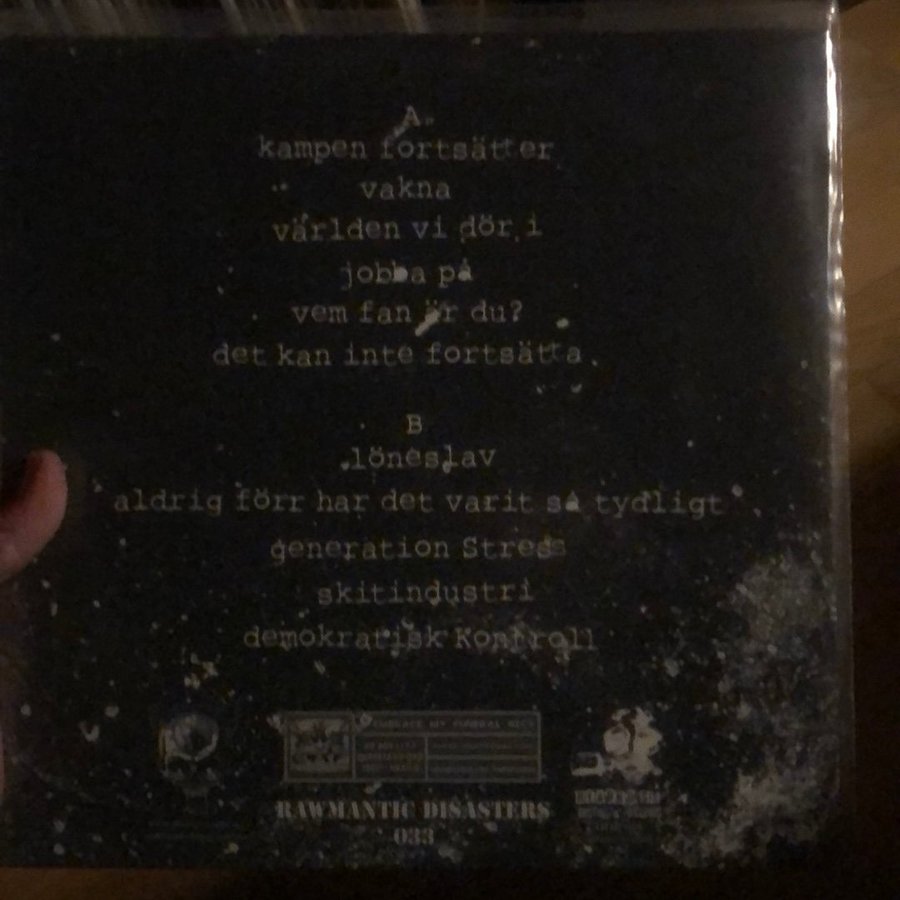 A.
kampen fortsätter
vakna
världen vi dör i
jobba på
vem fan är du?
det kan inte fortsätta
B
löneslav
aldrig förr har det varit så tydligt
generation Stress
skitindustri
demokratisk Kontroll
RAWMANTIC DISASTERS
033